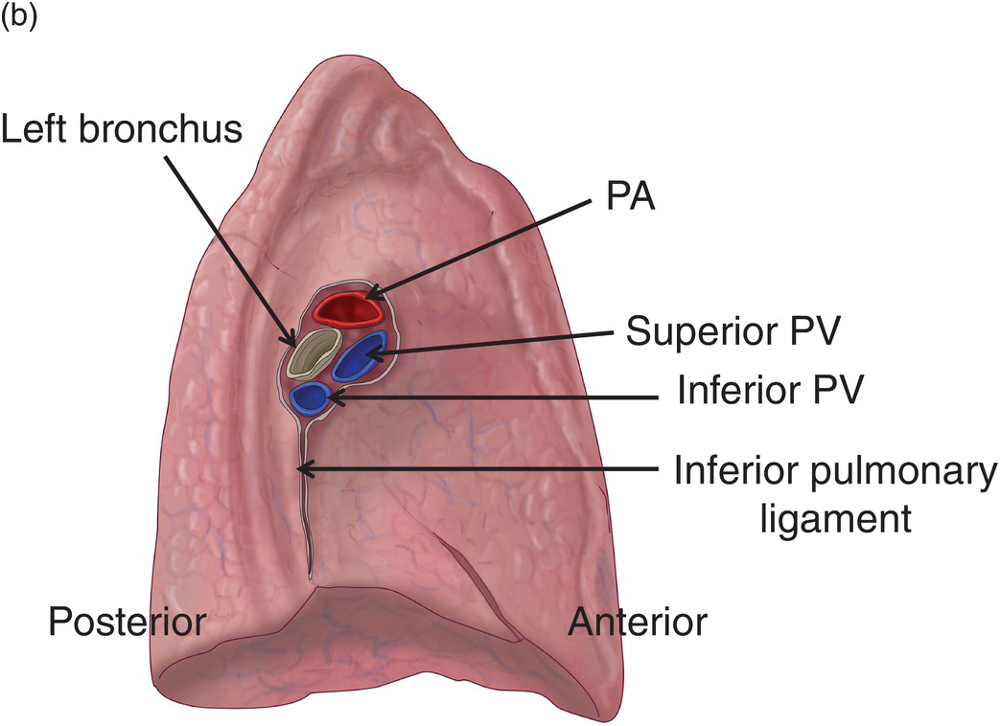 (b)
Left bronchus
PA
Superior PV
Inferior PV
Inferior pulmonary
ligament
Posterior
Anterior